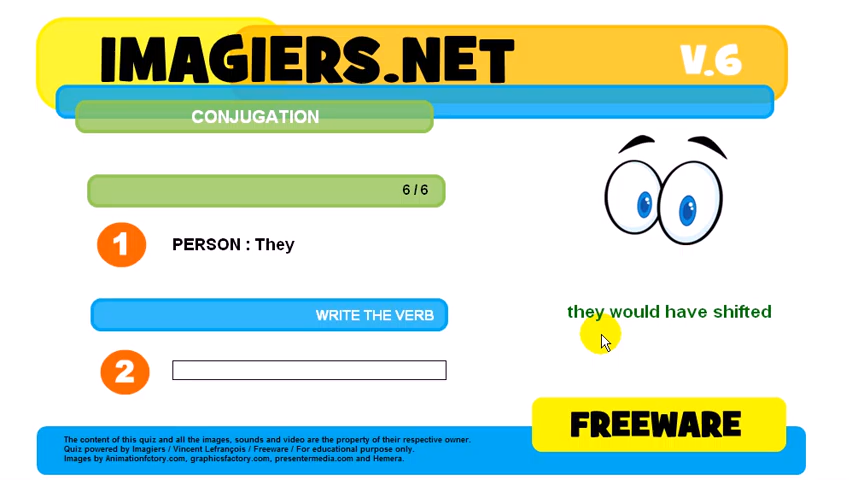 IMAGIERS.NET
V.6
CONJUGATION
6 / 6
1
PERSON : They
WRITE THE VERB
they would have shifted
2
FREEWARE
The content of this quiz and all the images, sounds and video are the property of their respective owner.
Quiz powered by Imagiers / Vincent Lefrançois / Freeware / For educational purpose only.
Images by Animationfctory.com, graphicsfactory.com, presentermedia.com and Hemera.